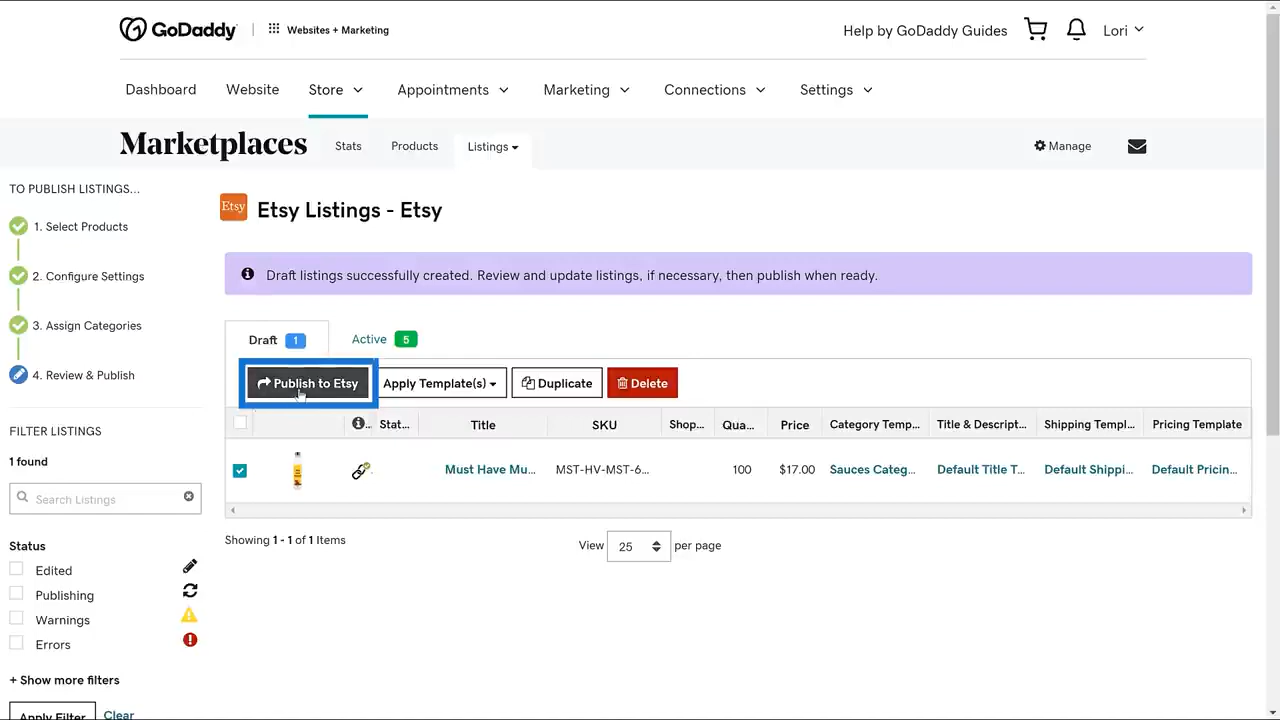 GoDaddy
Websites + Marketing
Help by GoDaddy Guides
Lori
Dashboard
Website
Store
Appointments
Marketing
Connections
Settings
Marketplaces
Stats
Products
Listings
Manage
TO PUBLISH LISTINGS...
1. Select Products
2. Configure Settings
3. Assign Categories
4. Review & Publish
FILTER LISTINGS
1 found
Search Listings
Status
Edited
Publishing
Warnings
Errors
+ Show more filters
Apply Filter
Clear
Etsy
Etsy Listings - Etsy
Draft listings successfully created. Review and update listings, if necessary, then publish when ready.
Draft 1
Active 5
Publish to Etsy
Apply Template(s)
Duplicate
Delete
Stat...
Title
SKU
Shop...
Qua...
Price
Category Temp...
Title & Descript...
Shipping Templ...
Pricing Template
Must Have Mu...
MST-HV-MST-6...
100
$17.00
Sauces Categ...
Default Title T...
Default Shippi...
Default Pricin...
Showing 1 - 1 of 1 Items
View 25 per page